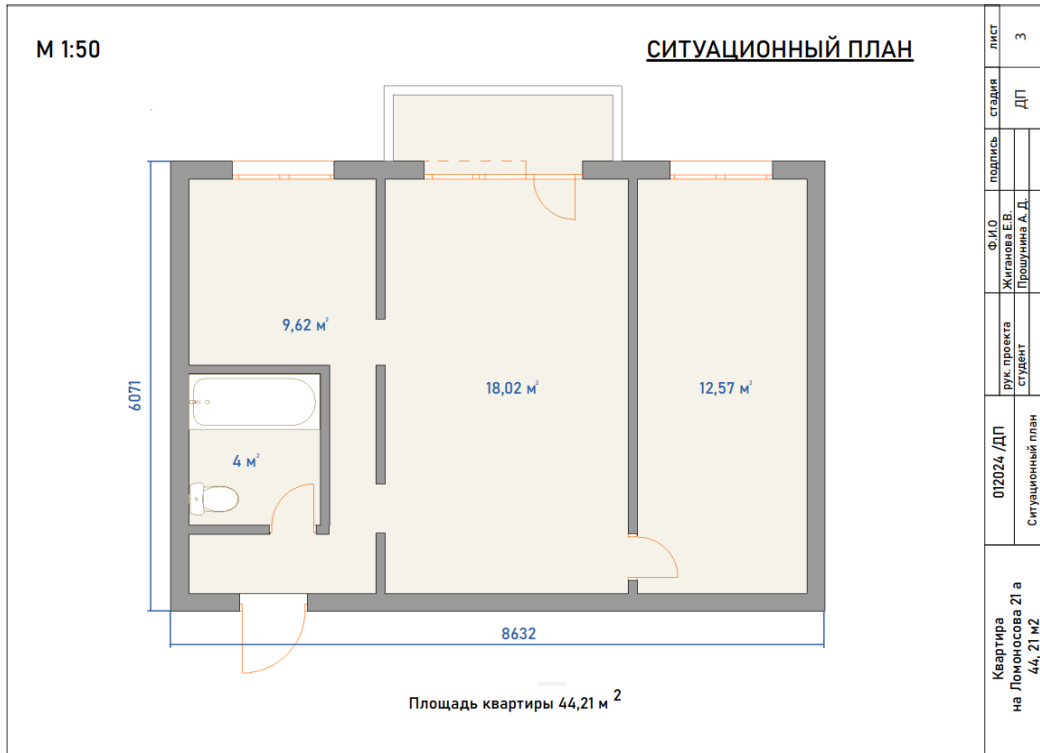 М 1:50
СИТУАЦИОННЫЙ ПЛАН
9,62 м²
18,02 м²
12,57 м²
4 м²
6071
8632
Площадь квартиры 44,21 м 2
лист
3
стадия
ДП
подпись
Ф.И.О
Жиганова Е.В.
Прошунина А. Д.
рук. проекта
студент
012024 /ДП
Ситуационный план
Квартира
на Ломоносова 21 а
44, 21 м2